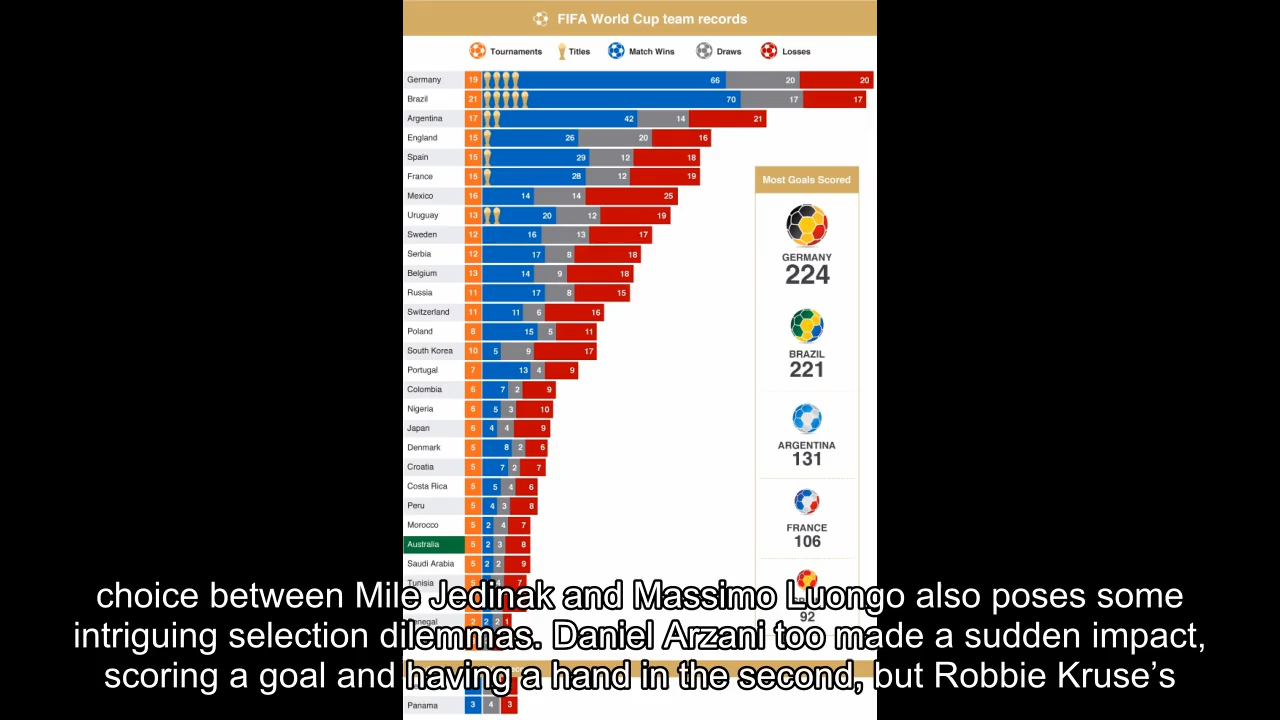 FIFA World Cup team records
Tournaments Titles Match Wins Draws Losses
Germany 19 66 20 20
Brazil 21 70 17 17
Argentina 17 42 14 21
England 15 26 20 16
Spain 15 29 12 18
France 15 28 12 19
Mexico 16 14 14 25
Uruguay 13 20 12 19
Sweden 12 16 13 17
Serbia 12 17 8 18
Belgium 13 14 9 18
Russia 11 17 8 15
Switzerland 11 11 6 16
Poland 8 15 5 11
South Korea 10 5 9 17
Portugal 7 13 4 9
Colombia 6 7 2 9
Nigeria 6 5 3 10
Japan 6 4 4 9
Denmark 5 8 2 6
Croatia 5 7 2 7
Costa Rica 5 5 4 6
Peru 5 4 3 8
Morocco 5 2 4 7
Australia 5 2 3 8
Saudi Arabia 5 2 2 9
Tunisia 7
Most Goals Scored
GERMANY
224
BRAZIL
221
ARGENTINA
131
FRANCE
106
92
choice between Mile Jedinak and Massimo Luongo also poses some
intriguing selection dilemmas. Daniel Arzani too made a sudden impact,
scoring a goal and having a hand in the second, but Robbie Kruse’s
Panama 3 4 3